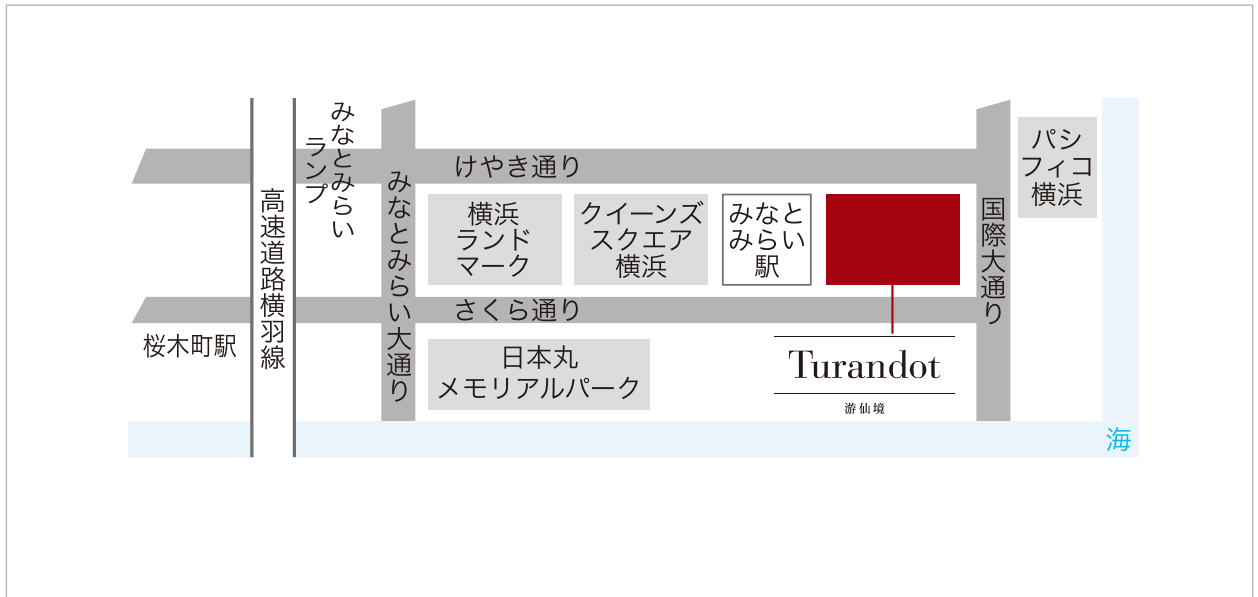 みなとみらい
ランプ
けやき通り
パシ
フィコ
横浜
高速道路横羽線
みなとみらい大通り
横浜
ランド
マーク
クイーンズ
スクエア
横浜
みなと
みらい
駅
国際大通り
さくら通り
桜木町駅
日本丸
メモリアルパーク
Turandot
游仙境
海